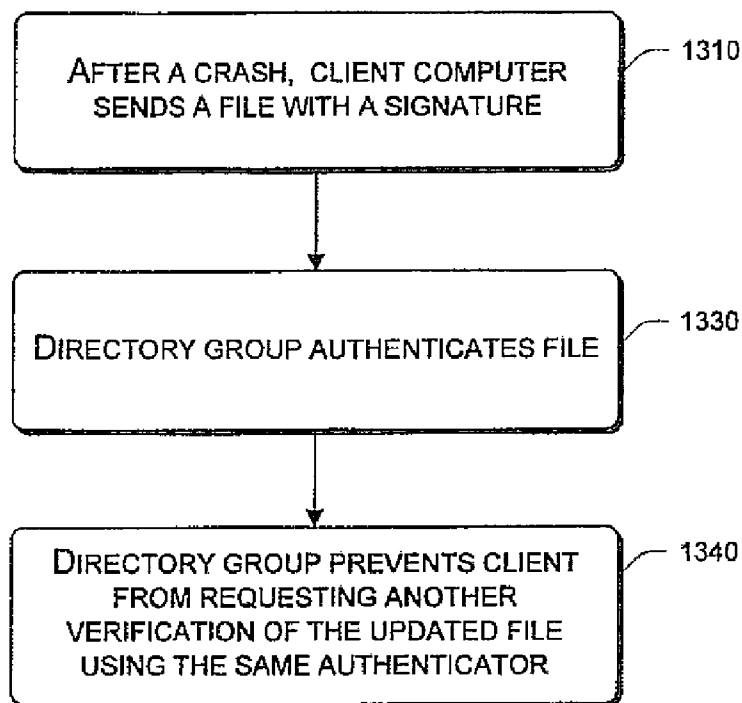 AFTER A CRASH, CLIENT COMPUTER
SENDS A FILE WITH A SIGNATURE
1310
DIRECTORY GROUP AUTHENTICATES FILE
1330
DIRECTORY GROUP PREVENTS CLIENT
FROM REQUESTING ANOTHER
VERIFICATION OF THE UPDATED FILE
USING THE SAME AUTHENTICATOR
1340